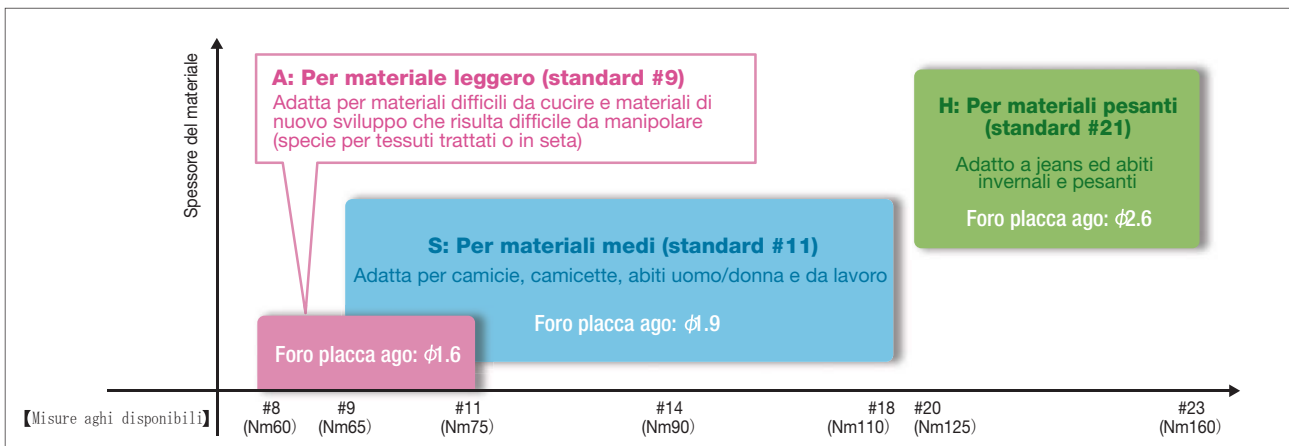 Spessore del materiale
A: Per materiale leggero (standard #9)
Adatta per materiali difficili da cucire e materiali di
nuovo sviluppo che risulta difficile da manipolare
(specie per tessuti trattati o in seta)
H: Per materiali pesanti
(standard #21)
Adatto a jeans ed abiti
invernali e pesanti
Foro placca ago: ϕ2.6
S: Per materiali medi (standard #11)
Adatta per camicie, camicette, abiti uomo/donna e da lavoro
Foro placca ago: ϕ1.9
Foro placca ago: ϕ1.6
【Misure aghi disponibili】
#8
(Nm60)
#9
(Nm65)
#11
(Nm75)
#14
(Nm90)
#18
(Nm110)
#20
(Nm125)
#23
(Nm160)